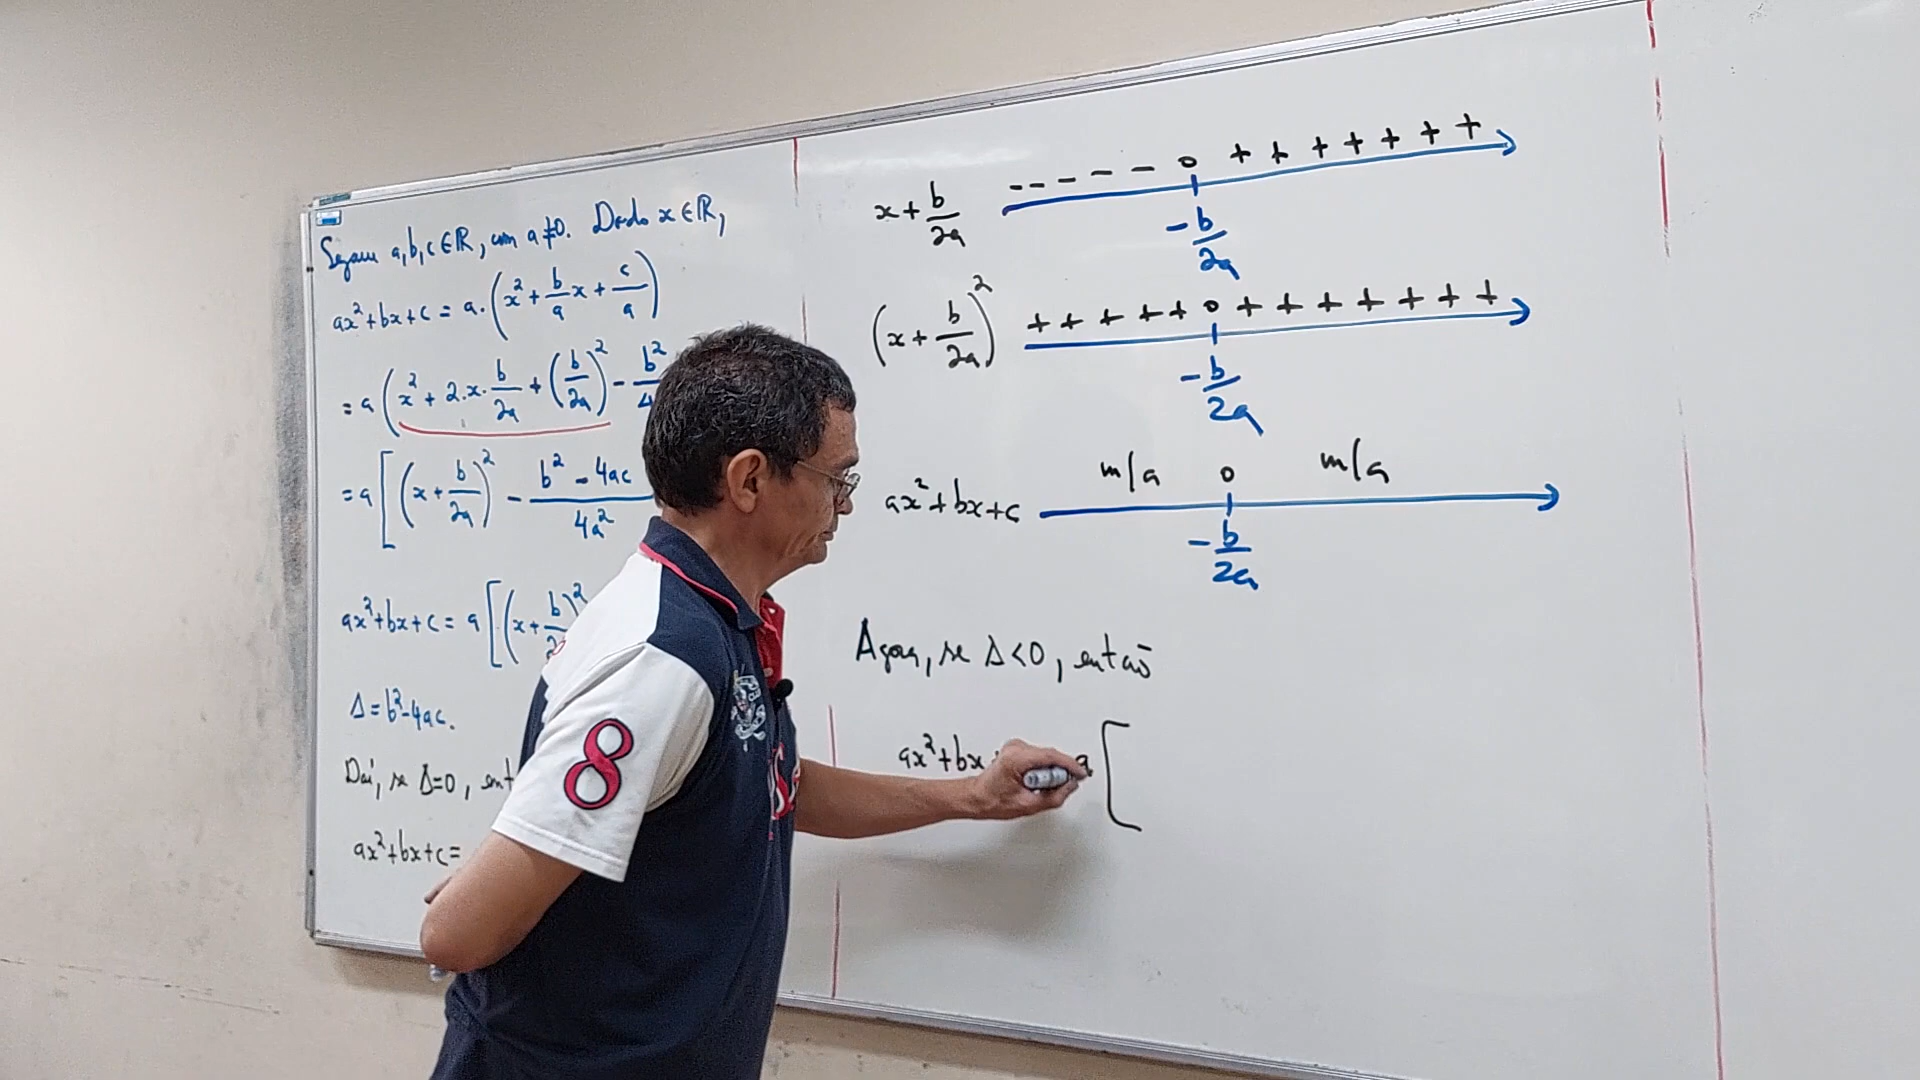 Sejam a, b, c ∈ ℝ, com a ≠ 0. Dado x ∈ ℝ,
ax² + bx + c = a·(x² + b/a x + c/a)
= a(x² + 2.x.b/2a + (b/2a)² - b²/4
= a[(x + b/2a)² - b² - 4ac/4a²
ax² + bx + c = a[(x + b/2
Δ = b² - 4ac.
Daí, se Δ = 0, ent
ax² + bx + c =
x + b/2a - - - - - 0 + + + + + + +
-b/2a
(x + b/2a)² + + + + + 0 + + + + + + +
-b/2a
ax² + bx + c m/a 0 m/a
-b/2a
Agora, se Δ < 0, então
ax² + bx a[
8